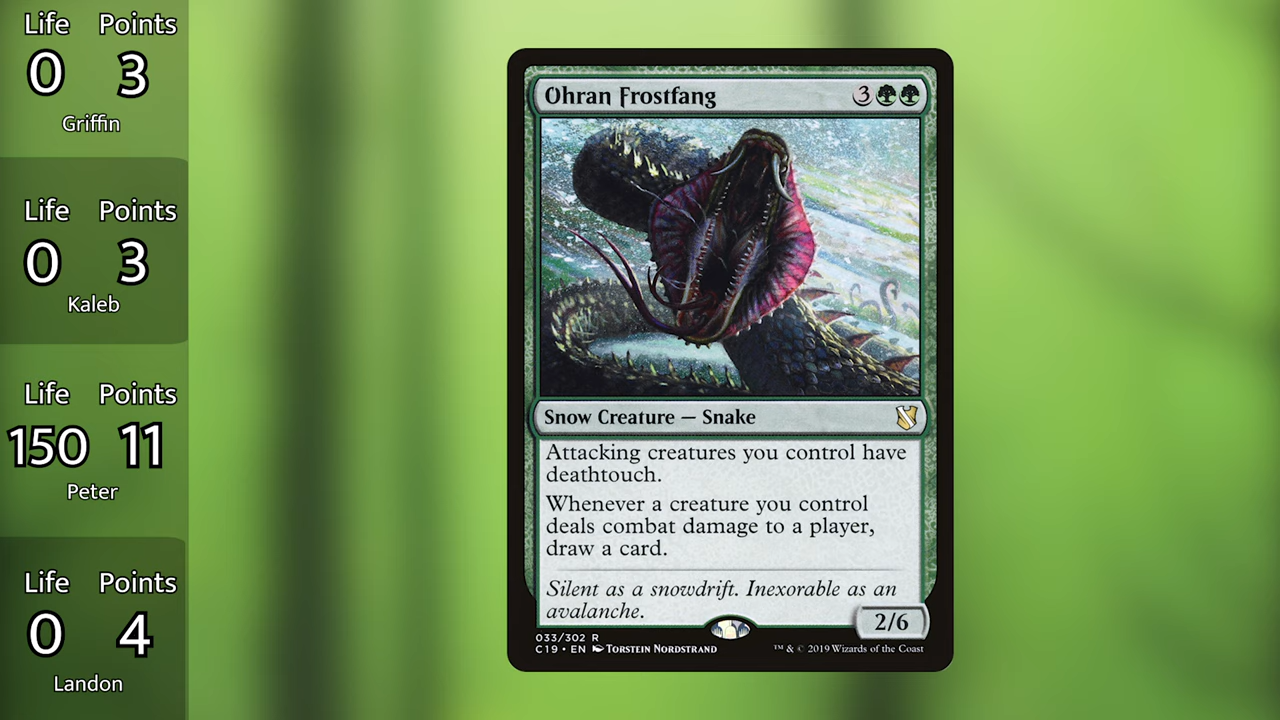 Life Points
0 3
Griffin
Life Points
0 3
Kaleb
Life Points
150 11
Peter
Life Points
0 4
Landon
Ohran Frostfang 3
Snow Creature — Snake
Attacking creatures you control have
deathtouch.
Whenever a creature you control
deals combat damage to a player,
draw a card.
Silent as a snowdrift. Inexorable as an
avalanche.
2/6
033/302 R
C19 • EN Torstein Nordstrand
™ & © 2019 Wizards of the Coast